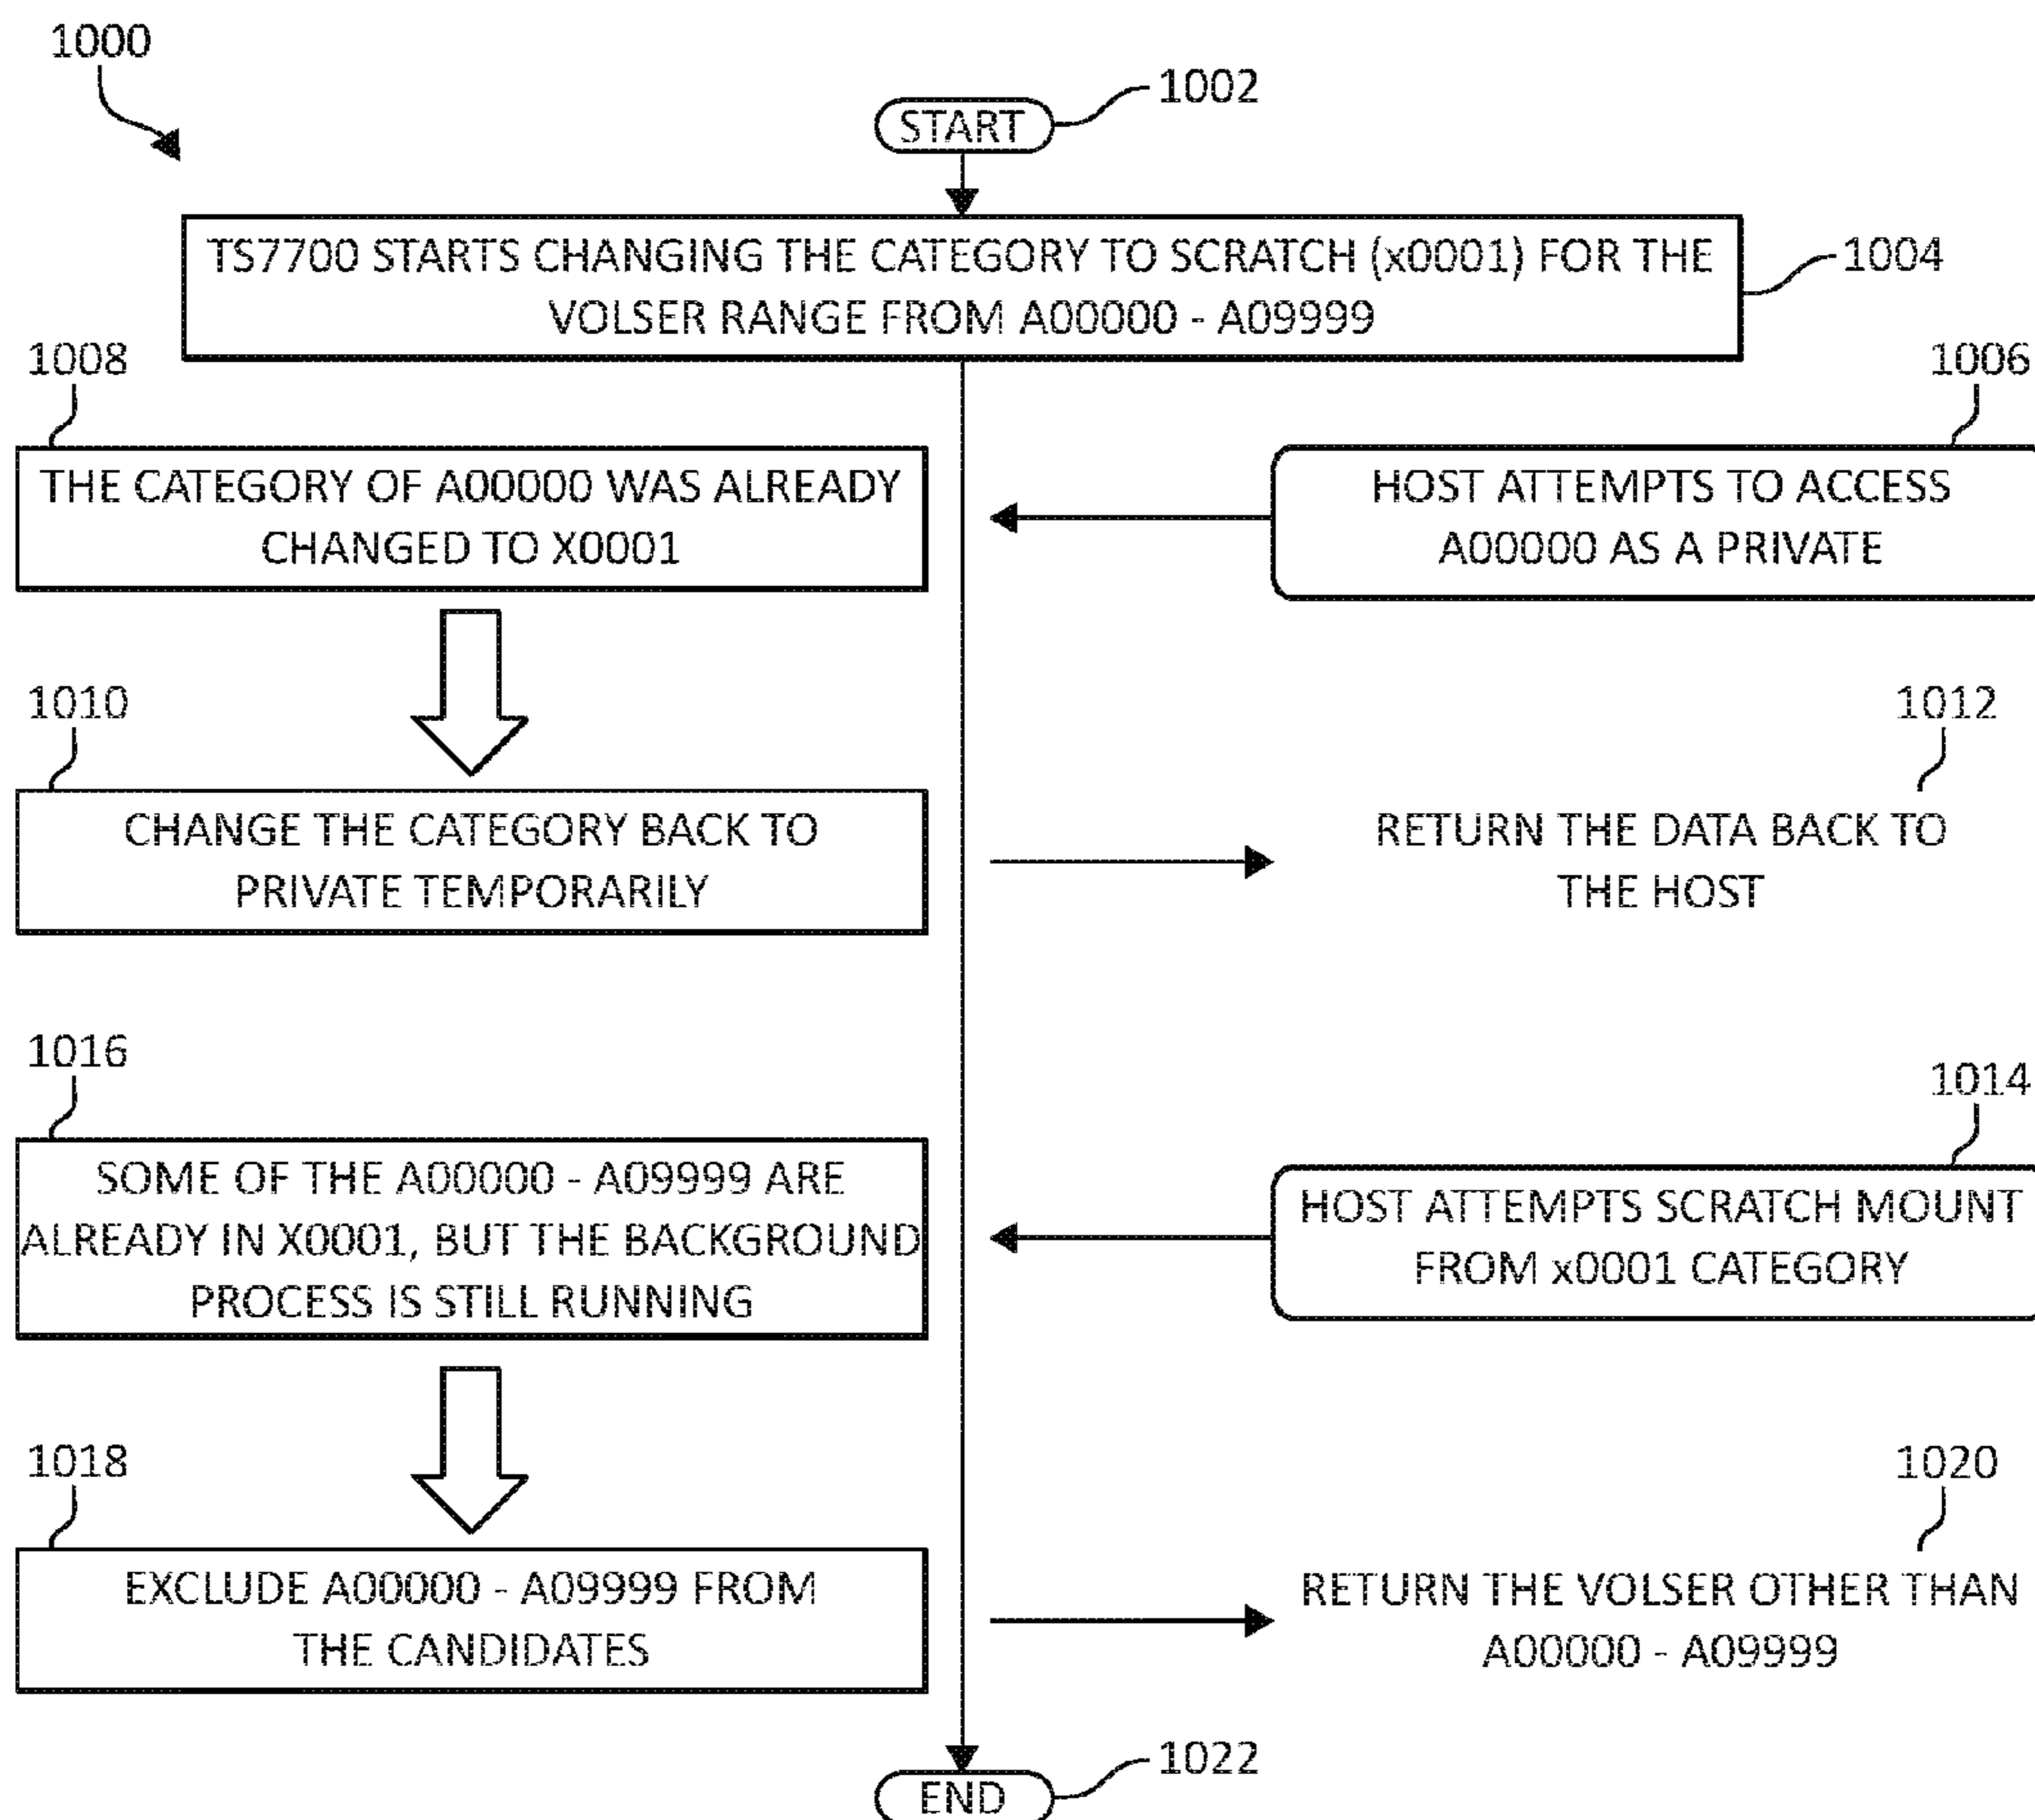 1000
START
1002
TS7700 STARTS CHANGING THE CATEGORY TO SCRATCH (x0001) FOR THE
VOLSER RANGE FROM A00000 - A09999
1004
1008
THE CATEGORY OF A00000 WAS ALREADY
CHANGED TO X0001
1006
HOST ATTEMPTS TO ACCESS
A00000 AS A PRIVATE
1010
CHANGE THE CATEGORY BACK TO
PRIVATE TEMPORARILY
1012
RETURN THE DATA BACK TO
THE HOST
1016
SOME OF THE A00000 - A09999 ARE
ALREADY IN X0001, BUT THE BACKGROUND
PROCESS IS STILL RUNNING
1014
HOST ATTEMPTS SCRATCH MOUNT
FROM x0001 CATEGORY
1018
EXCLUDE A00000 - A09999 FROM
THE CANDIDATES
1020
RETURN THE VOLSER OTHER THAN
A00000 - A09999
END
1022